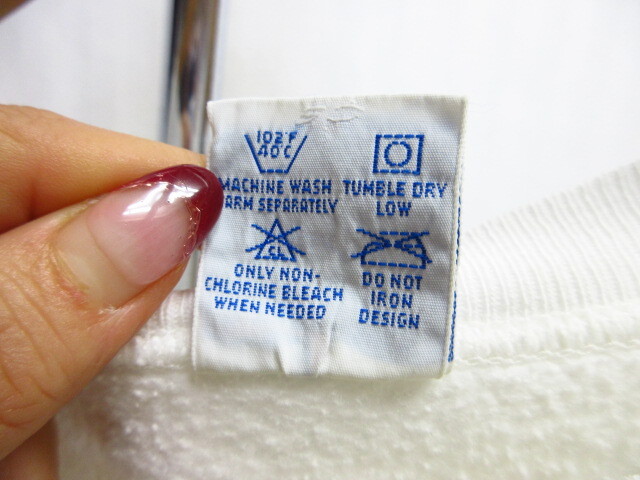 102°F
40°C
MACHINE WASH
WARM SEPARATELY
TUMBLE DRY
LOW
CL
ONLY NON-
CHLORINE BLEACH
WHEN NEEDED
DO NOT
IRON
DESIGN